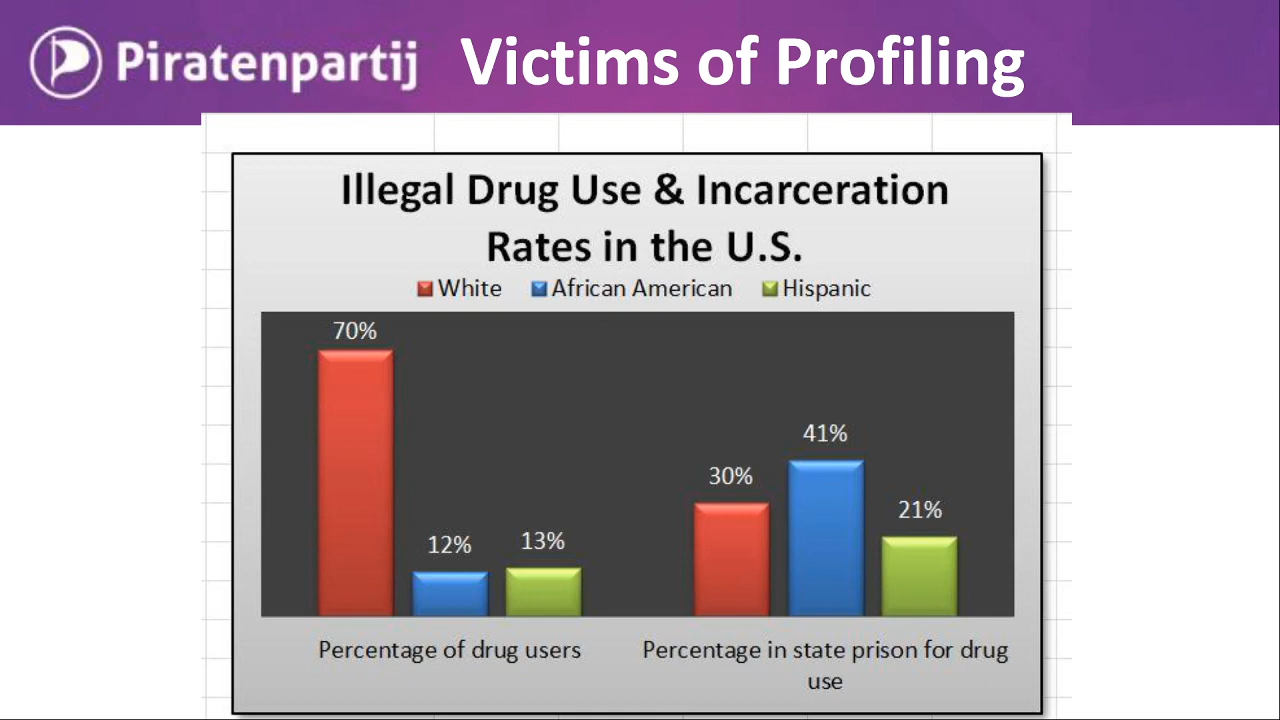 Piratenpartij Victims of Profiling
Illegal Drug Use & Incarceration
Rates in the U.S.
White African American Hispanic
70%
12%
13%
30%
41%
21%
Percentage of drug users
Percentage in state prison for drug
use